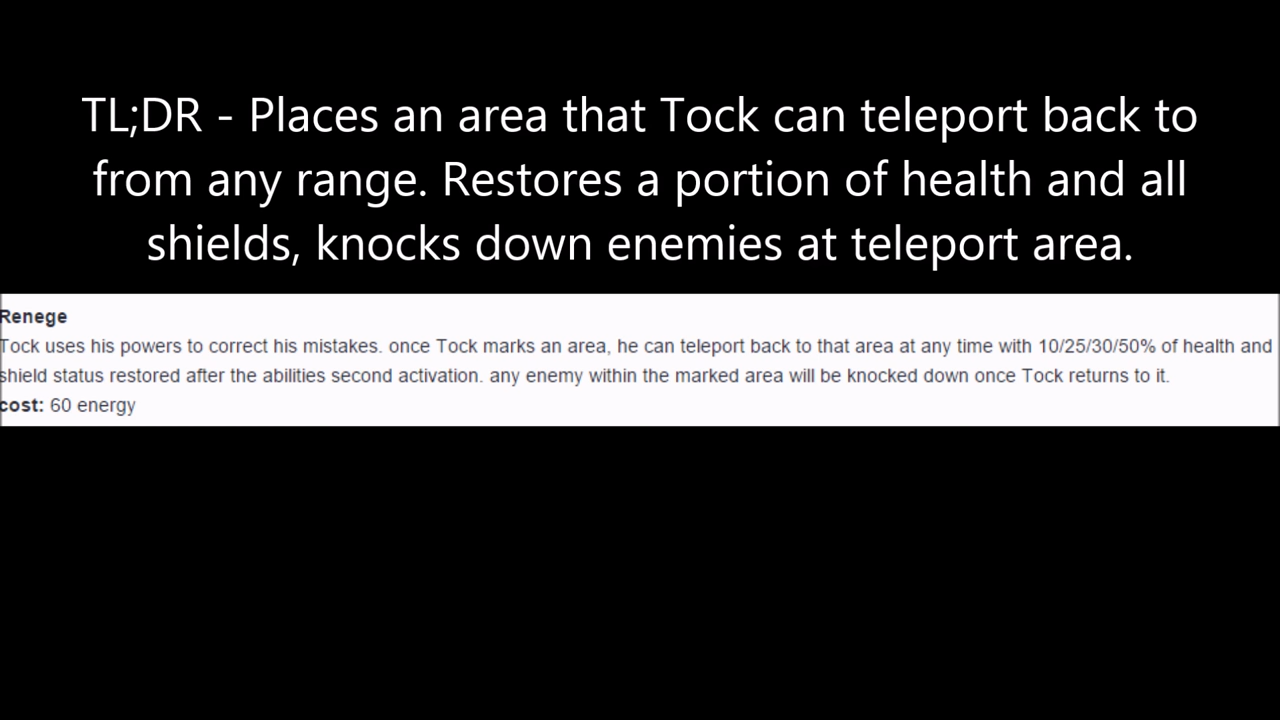 TL;DR - Places an area that Tock can teleport back to
from any range. Restores a portion of health and all
shields, knocks down enemies at teleport area.
Renege
Tock uses his powers to correct his mistakes. once Tock marks an area, he can teleport back to that area at any time with 10/25/30/50% of health and
shield status restored after the abilities second activation. any enemy within the marked area will be knocked down once Tock returns to it.
cost: 60 energy